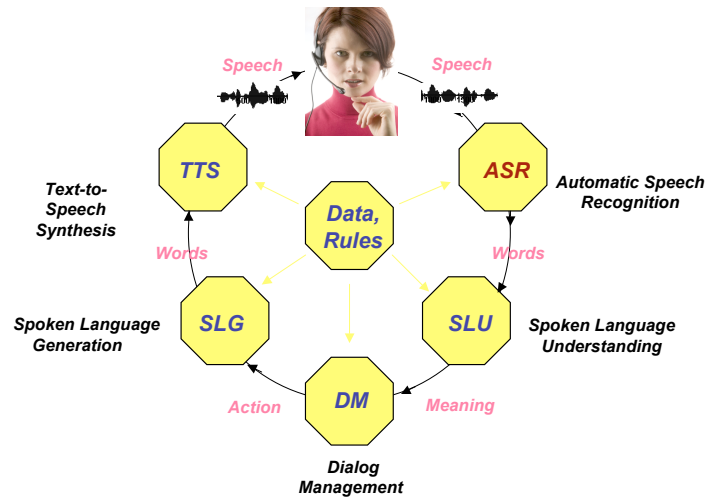 Speech
Speech
TTS
ASR
Text-to-
Speech
Synthesis
Data,
Rules
Automatic Speech
Recognition
Words
Words
Spoken Language
Generation
SLG
SLU
Spoken Language
Understanding
Action
DM
Meaning
Dialog
Management